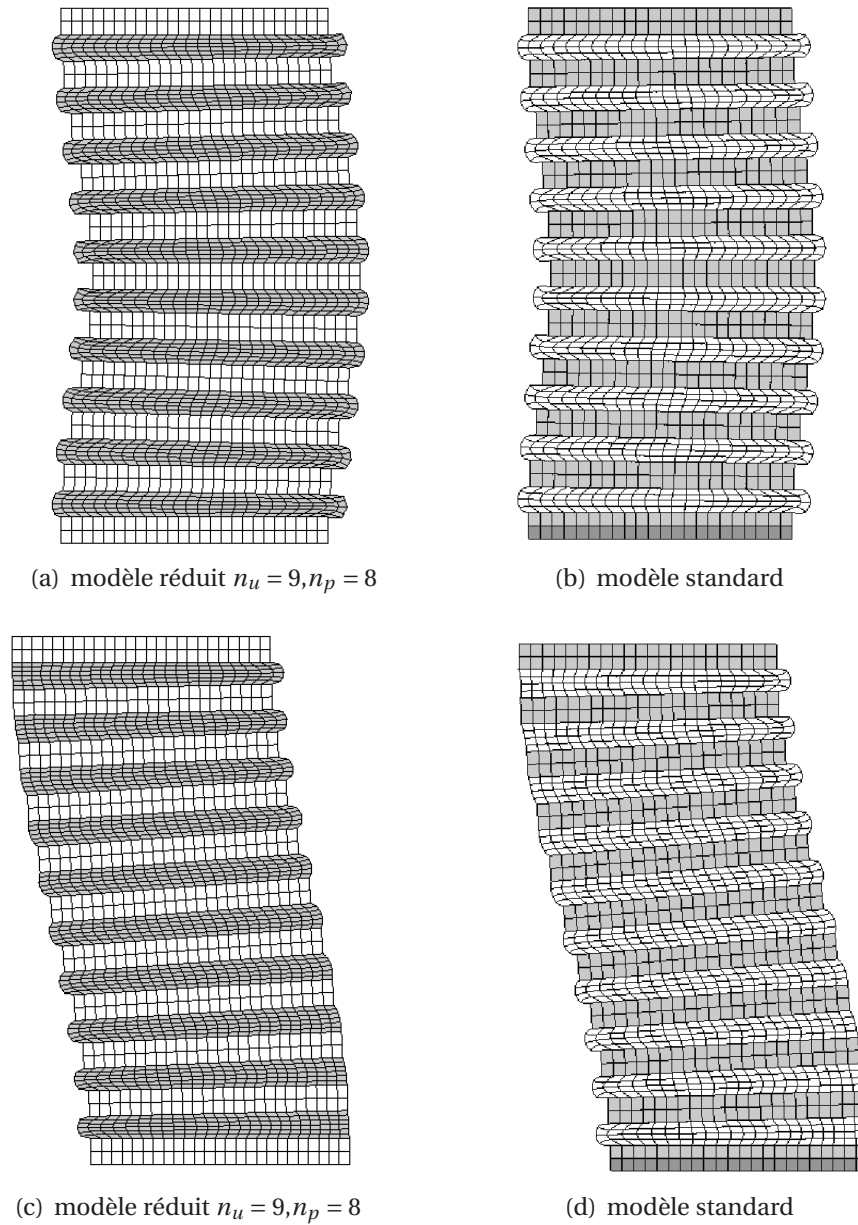 (a) modèle réduit n_u = 9, n_p = 8
(b) modèle standard
(c) modèle réduit n_u = 9, n_p = 8
(d) modèle standard